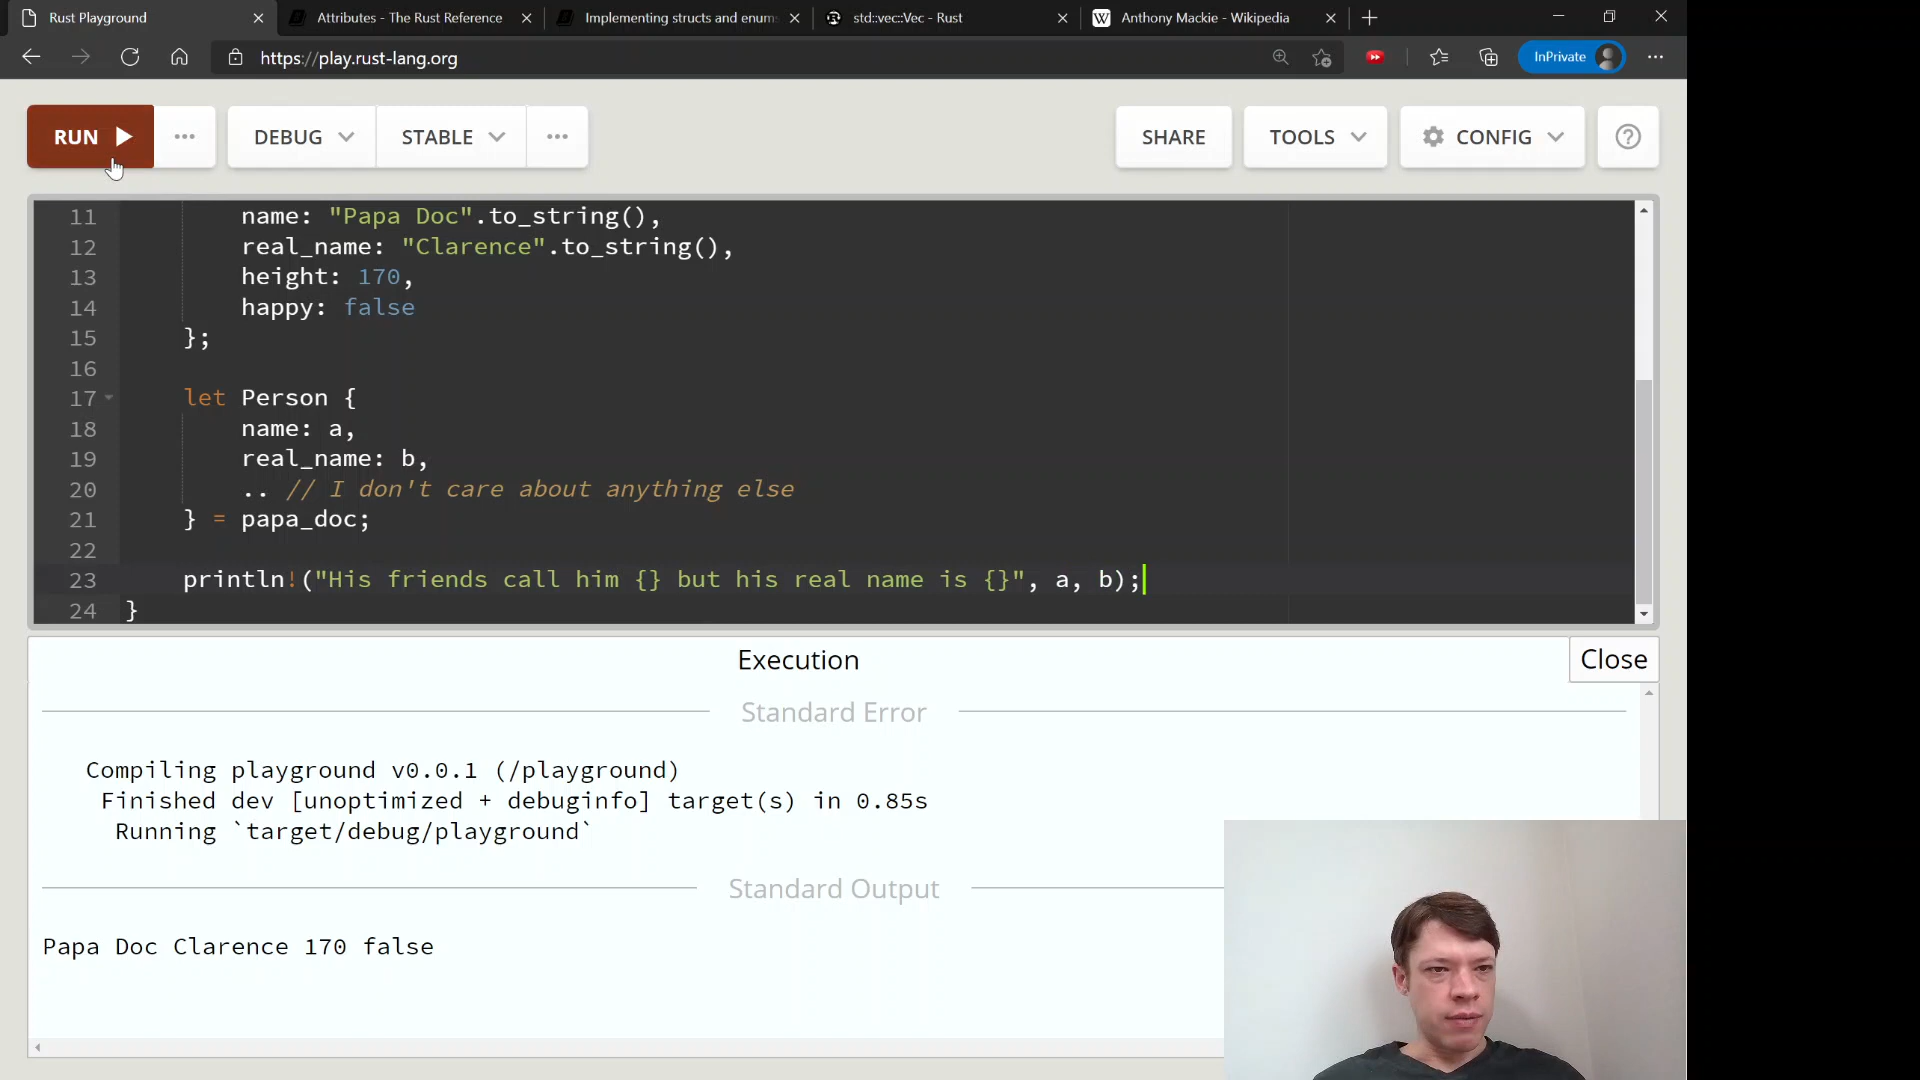 Rust Playground
Attributes - The Rust Reference
Implementing structs and enum
std::vec::Vec - Rust
W Anthony Mackie - Wikipedia
https://play.rust-lang.org
InPrivate
RUN
DEBUG
STABLE
SHARE
TOOLS
CONFIG
11 name: "Papa Doc".to_string(),
12 real_name: "Clarence".to_string(),
13 height: 170,
14 happy: false
15 };
16
17 let Person {
18 name: a,
19 real_name: b,
20 .. // I don't care about anything else
21 } = papa_doc;
22
23 println!("His friends call him {} but his real name is {}", a, b);
24 }
Execution
Close
Standard Error
Compiling playground v0.0.1 (/playground)
Finished dev [unoptimized + debuginfo] target(s) in 0.85s
Running `target/debug/playground`
Standard Output
Papa Doc Clarence 170 false